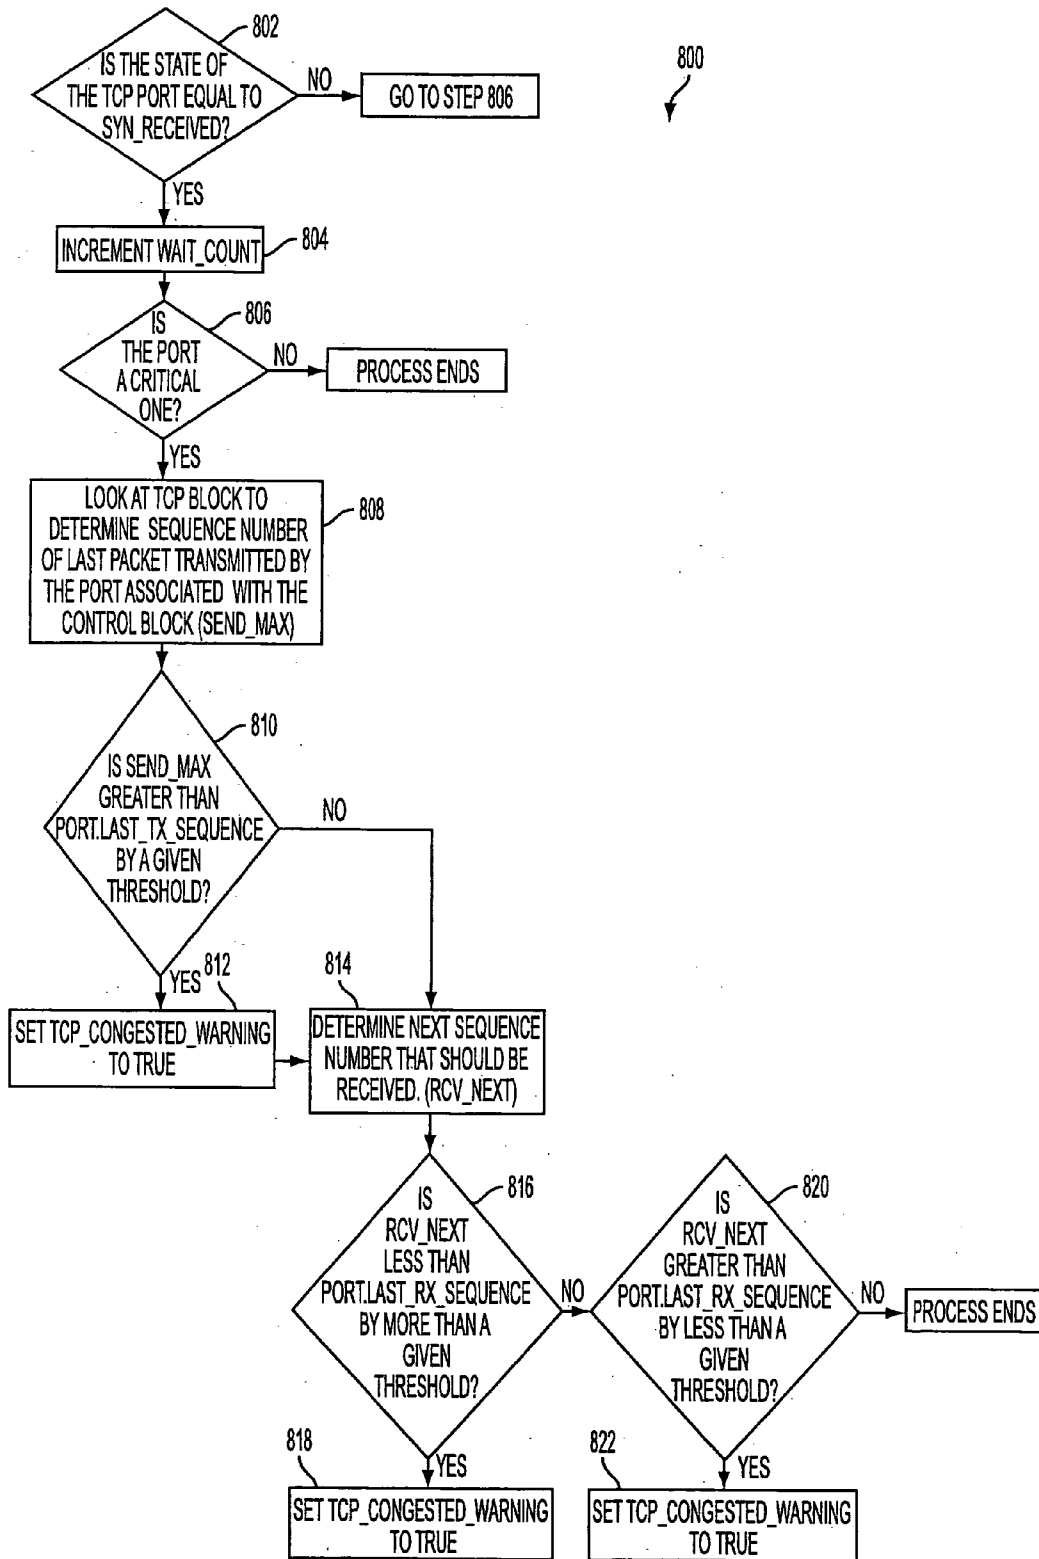 802
IS THE STATE OF
THE TCP PORT EQUAL TO
SYN_RECEIVED?
NO
GO TO STEP 806
800
YES
INCREMENT WAIT_COUNT
804
806
IS
THE PORT
A CRITICAL
ONE?
NO
PROCESS ENDS
YES
LOOK AT TCP BLOCK TO
DETERMINE SEQUENCE NUMBER
OF LAST PACKET TRANSMITTED BY
THE PORT ASSOCIATED WITH THE
CONTROL BLOCK (SEND_MAX)
808
810
IS SEND_MAX
GREATER THAN
PORT.LAST_TX_SEQUENCE
BY A GIVEN
THRESHOLD?
NO
YES
812
SET TCP_CONGESTED_WARNING
TO TRUE
814
DETERMINE NEXT SEQUENCE
NUMBER THAT SHOULD BE
RECEIVED. (RCV_NEXT)
816
IS
RCV_NEXT
LESS THAN
PORT.LAST_RX_SEQUENCE
BY MORE THAN A
GIVEN
THRESHOLD?
NO
820
IS
RCV_NEXT
GREATER THAN
PORT.LAST_RX_SEQUENCE
BY LESS THAN A
GIVEN
THRESHOLD?
NO
PROCESS ENDS
818
YES
SET TCP_CONGESTED_WARNING
TO TRUE
822
YES
SET TCP_CONGESTED_WARNING
TO TRUE